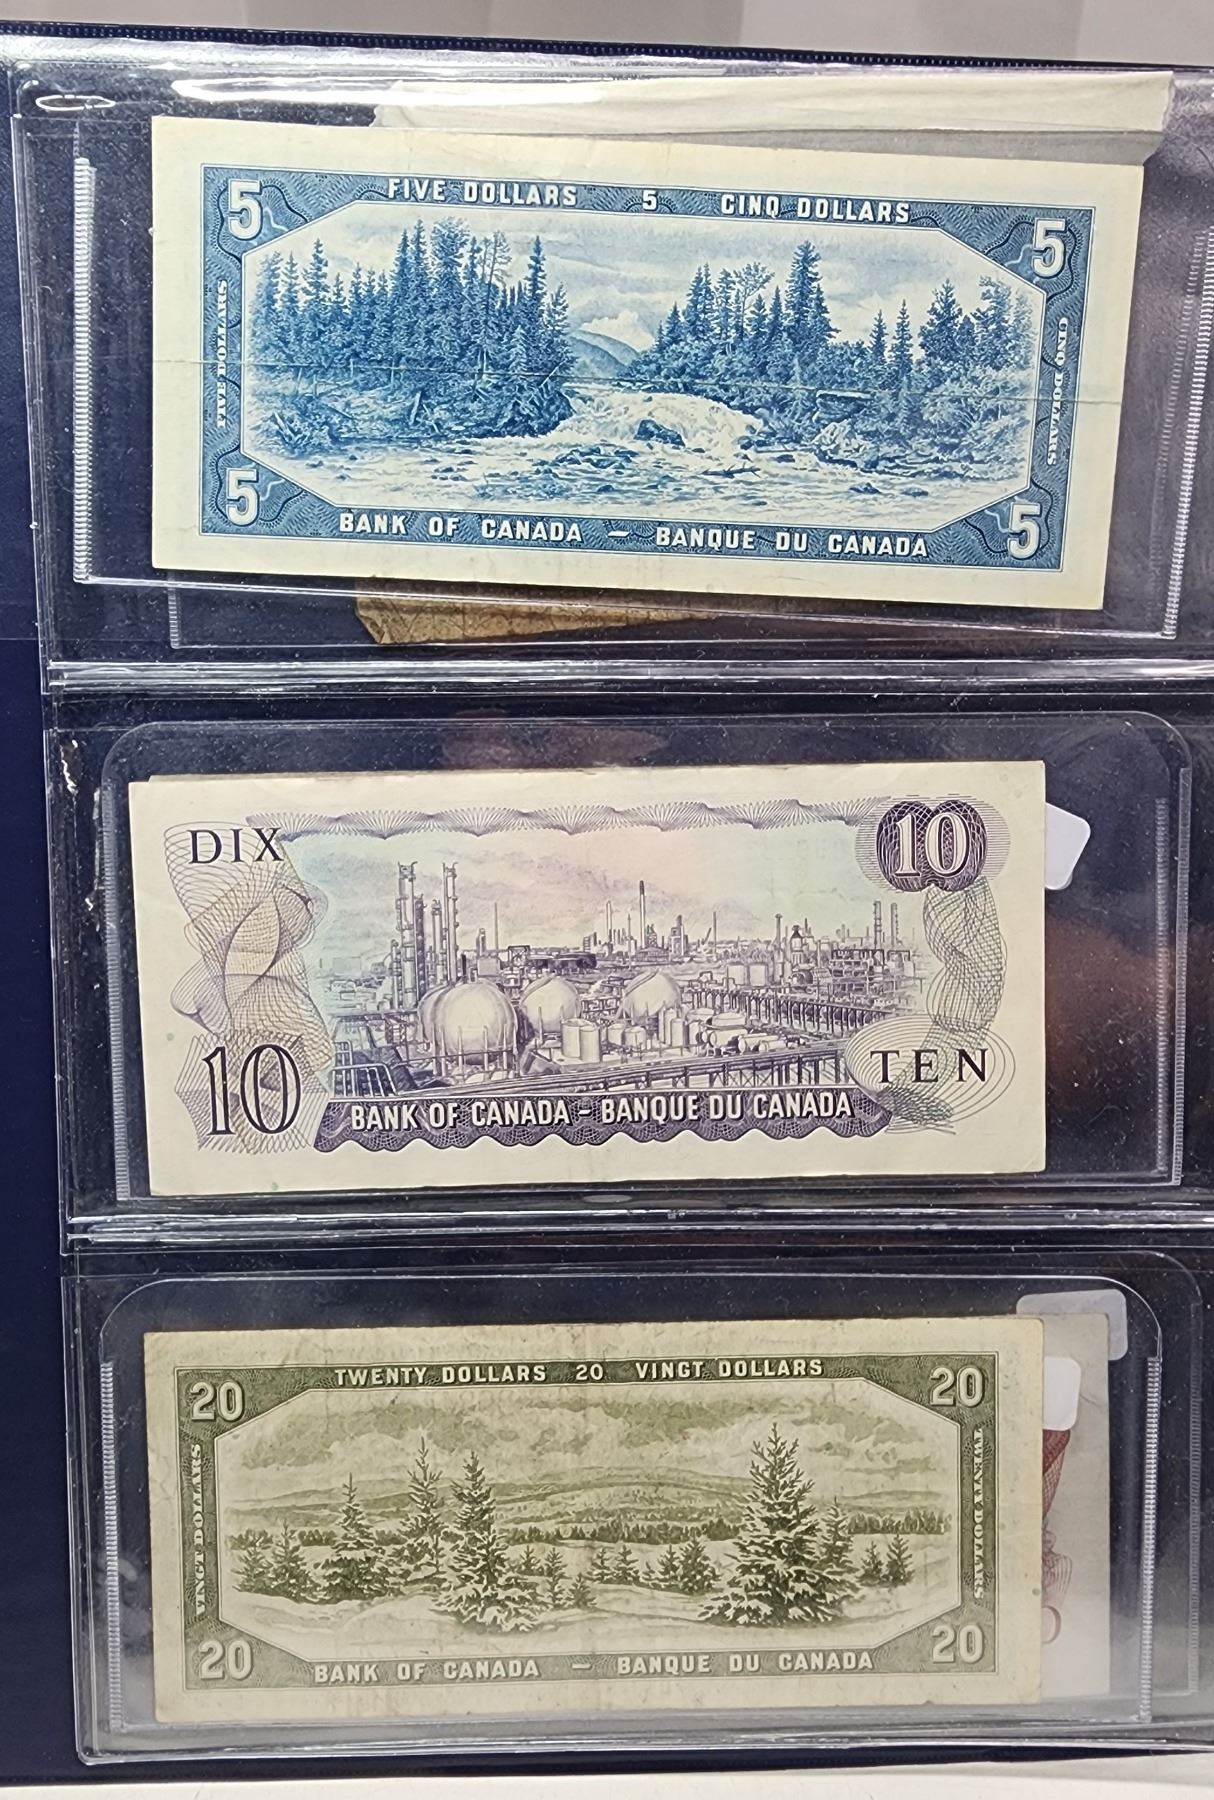 5 FIVE DOLLARS 5 CINQ DOLLARS 5
FIVE DOLLARS
CINQ DOLLARS
5 BANK OF CANADA — BANQUE DU CANADA 5
DIX 10
10 TEN
BANK OF CANADA - BANQUE DU CANADA
20 TWENTY DOLLARS 20 VINGT DOLLARS 20
VINGT DOLLARS
TWENTY DOLLARS
20 BANK OF CANADA — BANQUE DU CANADA 20